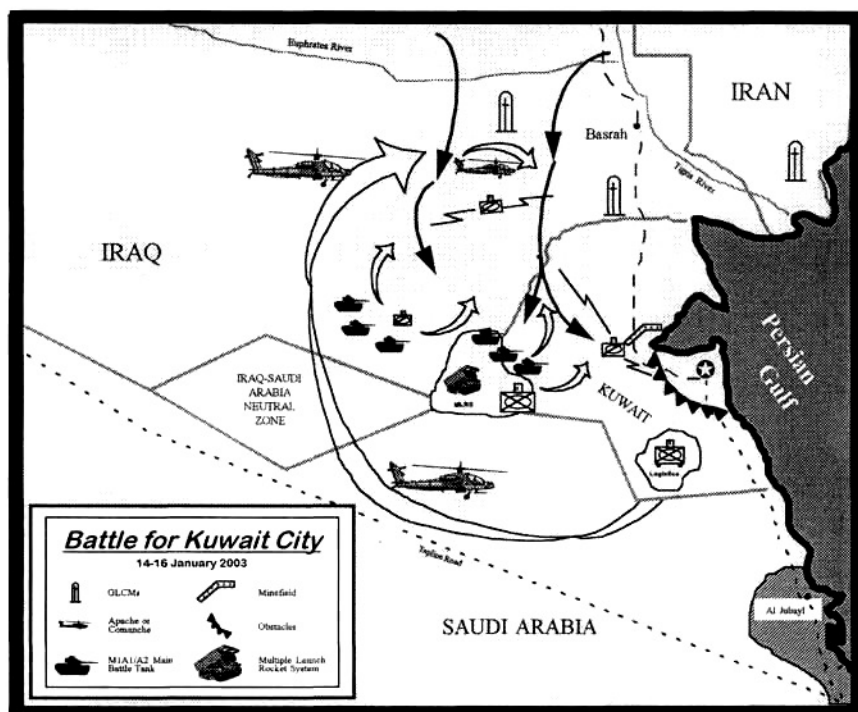 Euphrates River
IRAN
Basrah
Tigris River
IRAQ
Persian
Gulf
IRAQ-SAUDI
ARABIA
NEUTRAL
ZONE
MLRS
KUWAIT
Logistics
Battle for Kuwait City
14-16 January 2003
GLCMs
Minefield
Apache or
Comanche
Obstacles
M1A1/A2 Main
Battle Tank
Multiple Launch
Rocket System
Tapline Road
SAUDI ARABIA
Al Jubayl